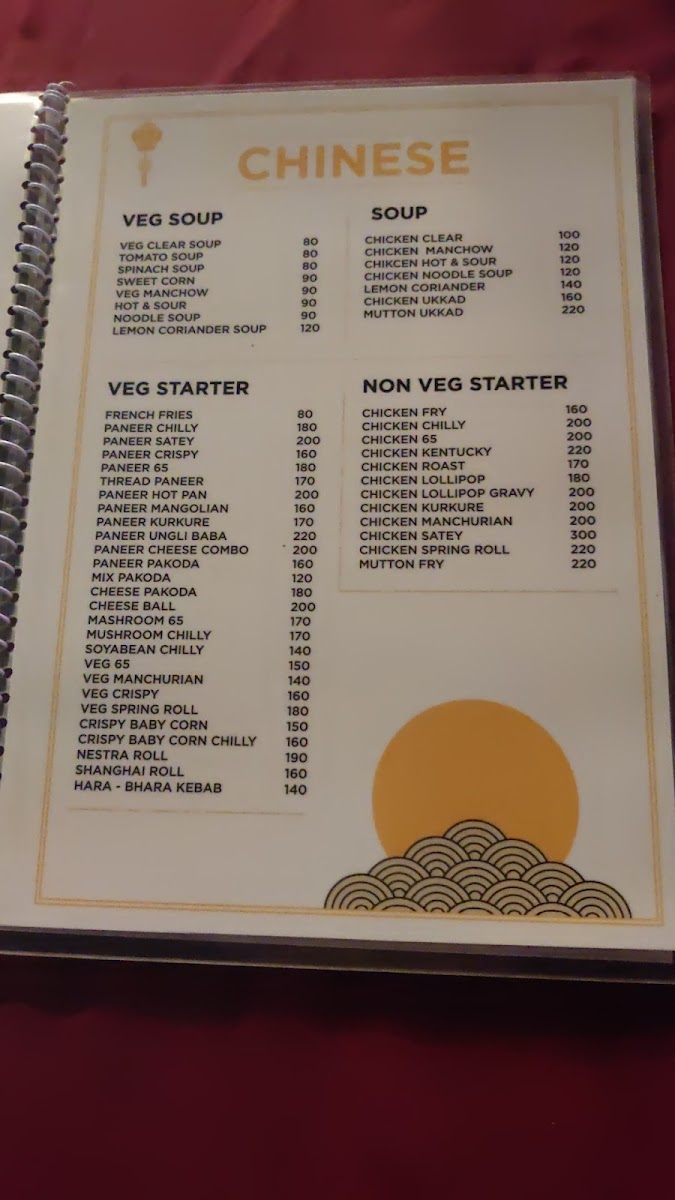 CHINESE
VEG SOUP
VEG CLEAR SOUP 80
TOMATO SOUP 80
SPINACH SOUP 80
SWEET CORN 90
VEG MANCHOW 90
HOT & SOUR 90
NOODLE SOUP 90
LEMON CORIANDER SOUP 120
SOUP
CHICKEN CLEAR 100
CHICKEN MANCHOW 120
CHIKCEN HOT & SOUR 120
CHICKEN NOODLE SOUP 120
LEMON CORIANDER 140
CHICKEN UKKAD 160
MUTTON UKKAD 220
VEG STARTER
FRENCH FRIES 80
PANEER CHILLY 180
PANEER SATEY 200
PANEER CRISPY 160
PANEER 65 180
THREAD PANEER 170
PANEER HOT PAN 200
PANEER MANGOLIAN 160
PANEER KURKURE 170
PANEER UNGLI BABA 220
PANEER CHEESE COMBO 200
PANEER PAKODA 160
MIX PAKODA 120
CHEESE PAKODA 180
CHEESE BALL 200
MASHROOM 65 170
MUSHROOM CHILLY 170
SOYABEAN CHILLY 140
VEG 65 150
VEG MANCHURIAN 140
VEG CRISPY 160
VEG SPRING ROLL 180
CRISPY BABY CORN 150
CRISPY BABY CORN CHILLY 160
NESTRA ROLL 190
SHANGHAI ROLL 160
HARA - BHARA KEBAB 140
NON VEG STARTER
CHICKEN FRY 160
CHICKEN CHILLY 200
CHICKEN 65 200
CHICKEN KENTUCKY 220
CHICKEN ROAST 170
CHICKEN LOLLIPOP 180
CHICKEN LOLLIPOP GRAVY 200
CHICKEN KURKURE 200
CHICKEN MANCHURIAN 200
CHICKEN SATEY 300
CHICKEN SPRING ROLL 220
MUTTON FRY 220